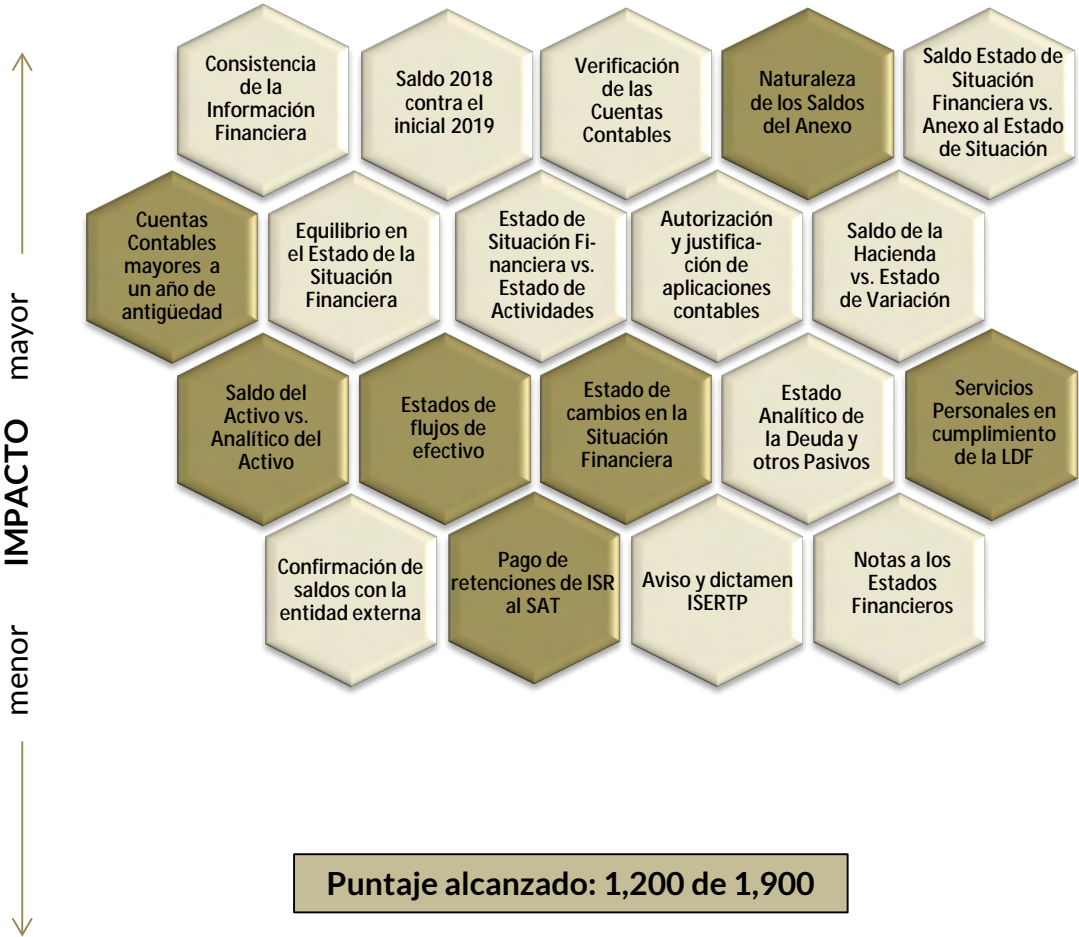 Consistencia
de la
Información
Financiera
Saldo 2018
contra el
inicial 2019
Verificación
de las
Cuentas
Contables
Naturaleza
de los Saldos
del Anexo
Saldo Estado de
Situación
Financiera vs.
Anexo al Estado
de Situación
Cuentas
Contables
mayores a
un año de
antigüedad
Equilibrio en
el Estado de la
Situación
Financiera
Estado de
Situación Fi-
nanciera vs.
Estado de
Actividades
Autorización
y justifica-
ción de
aplicaciones
contables
Saldo de la
Hacienda
vs. Estado
de Variación
Saldo del
Activo vs.
Analítico del
Activo
Estados de
flujos de
efectivo
Estado de
cambios en la
Situación
Financiera
Estado
Analítico de
la Deuda y
otros Pasivos
Servicios
Personales en
cumplimiento
de la LDF
Confirmación de
saldos con la
entidad externa
Pago de
retenciones de ISR
al SAT
Aviso y dictamen
ISERTP
Notas a los
Estados
Financieros
menor IMPACTO mayor
Puntaje alcanzado: 1,200 de 1,900